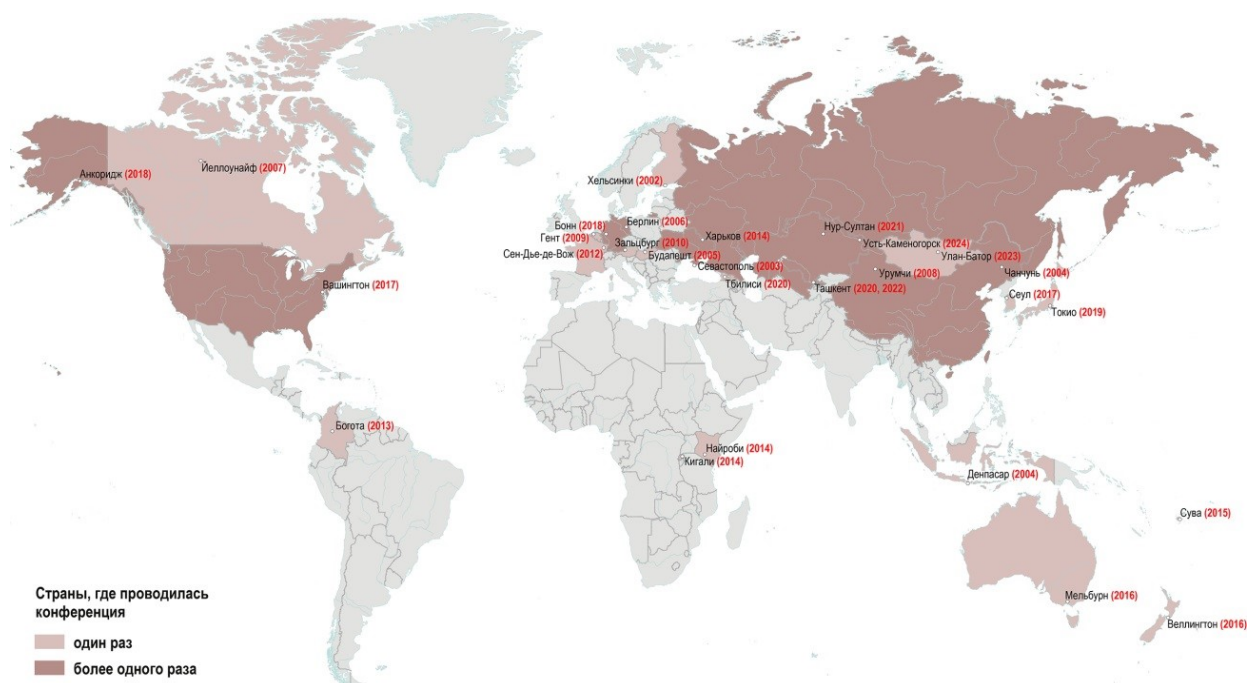 Анкоридж (2018)
Йеллоунайф (2007)
Вашингтон (2017)
Богота (2013)
Хельсинки (2002)
Бонн (2018)
Берлин (2006)
Гент (2009)
Зальцбург (2010)
Сен-Дье-де-Вож (2012)
Будапешт (2005)
Харьков (2014)
Севастополь (2003)
Тбилиси (2020)
Нур-Султан (2021)
Усть-Каменогорск (2024)
Улан-Батор (2023)
Урумчи (2008)
Чанчунь (2004)
Ташкент (2020, 2022)
Сеул (2017)
Токио (2019)
Найроби (2014)
Кигали (2014)
Денпасар (2004)
Сува (2015)
Мельбурн (2016)
Веллингтон (2016)
Страны, где проводилась
конференция
один раз
более одного раза